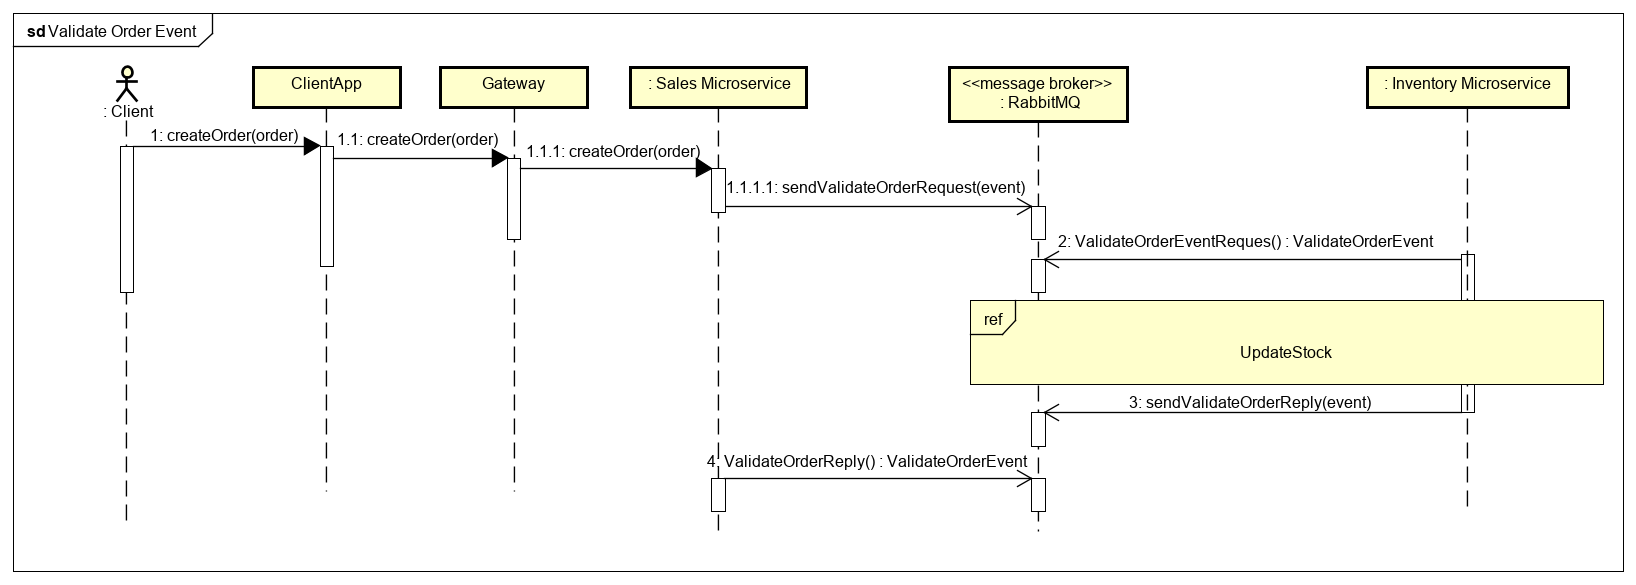 sd Validate Order Event
: Client
ClientApp
Gateway
: Sales Microservice
<<message broker>>
: RabbitMQ
: Inventory Microservice
1: createOrder(order)
1.1: createOrder(order)
1.1.1: createOrder(order)
1.1.1.1: sendValidateOrderRequest(event)
2: ValidateOrderEventReques() : ValidateOrderEvent
ref
UpdateStock
3: sendValidateOrderReply(event)
4: ValidateOrderReply() : ValidateOrderEvent